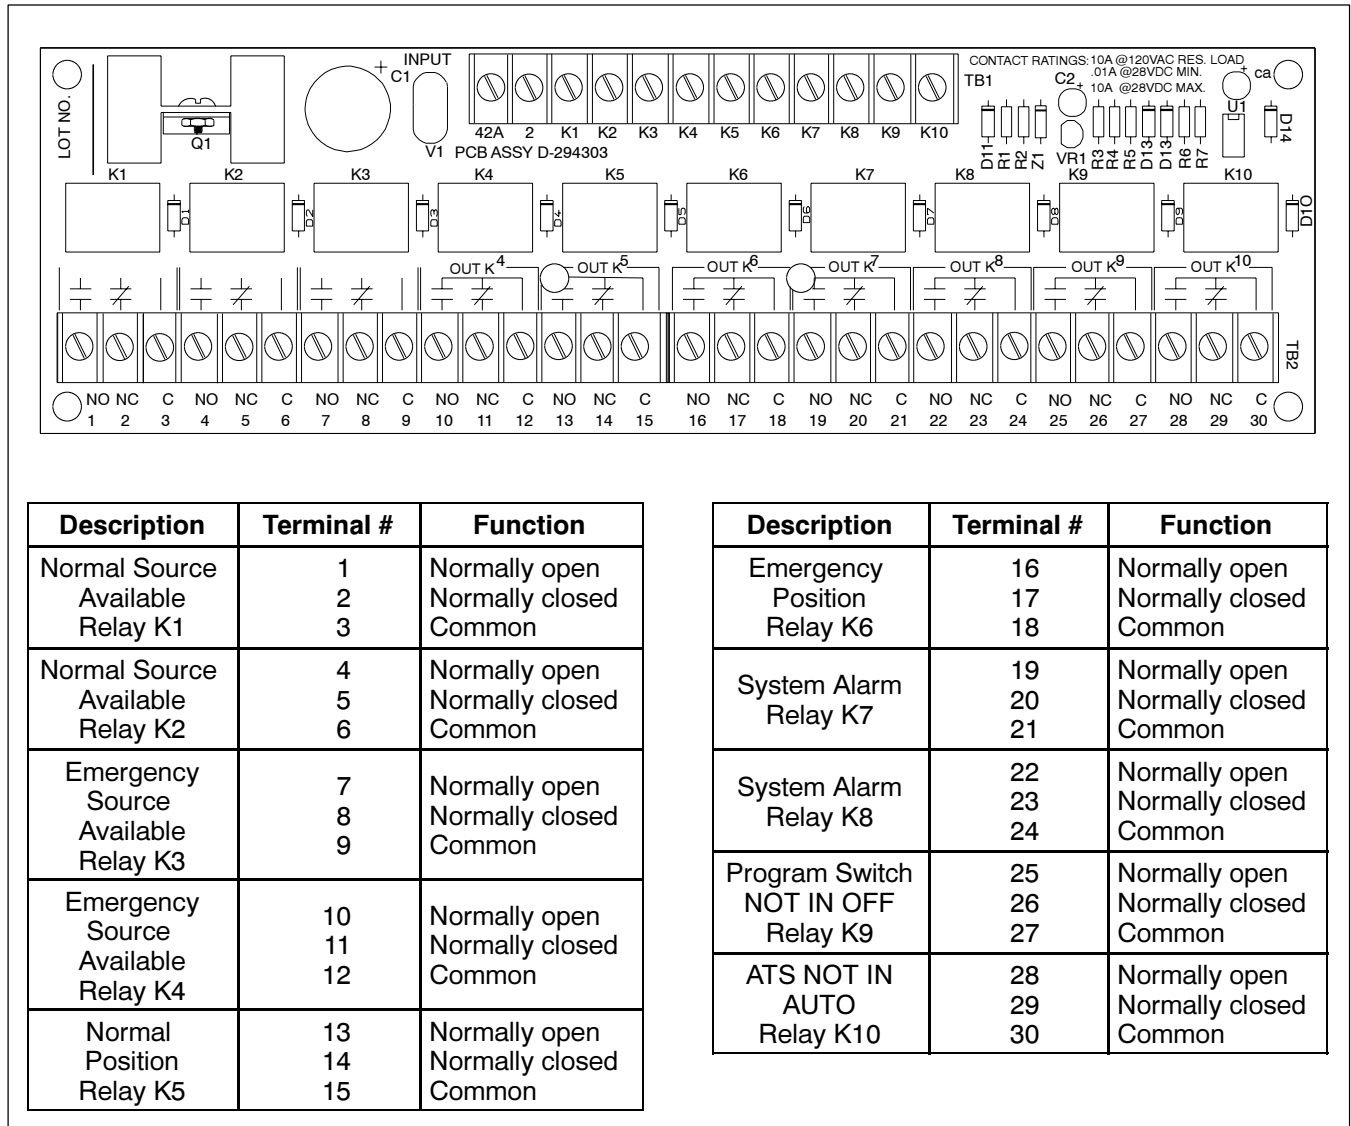 LOT NO.
Q1
+
C1
INPUT
V1
42A 2 K1 K2 K3 K4 K5 K6 K7 K8 K9 K10
PCB ASSY D-294303
CONTACT RATINGS: 10A @120VAC RES. LOAD
.01A @28VDC MIN.
10A @28VDC MAX.
TB1
C2
+
VR1
+
ca
U1
D11 R1 R2 Z1
R3 R4 R5 D13 D13 R6 R7
D14
K1 K2 K3 K4 K5 K6 K7 K8 K9 K10
D1 D2 D3 D4 D5 D6 D7 D8 D9 D10
OUT K4 OUT K5 OUT K6 OUT K7 OUT K8 OUT K9 OUT K10
TB2
NO NC C NO NC C NO NC C NO NC C NO NC C NO NC C NO NC C NO NC C NO NC C NO NC C
1 2 3 4 5 6 7 8 9 10 11 12 13 14 15 16 17 18 19 20 21 22 23 24 25 26 27 28 29 30
Description Terminal # Function
Normal Source 1 Normally open
Available 2 Normally closed
Relay K1 3 Common
Normal Source 4 Normally open
Available 5 Normally closed
Relay K2 6 Common
Emergency
Source 7 Normally open
Available 8 Normally closed
Relay K3 9 Common
Emergency
Source 10 Normally open
Available 11 Normally closed
Relay K4 12 Common
Normal 13 Normally open
Position 14 Normally closed
Relay K5 15 Common
Description Terminal # Function
Emergency 16 Normally open
Position 17 Normally closed
Relay K6 18 Common
System Alarm 19 Normally open
Relay K7 20 Normally closed
21 Common
System Alarm 22 Normally open
Relay K8 23 Normally closed
24 Common
Program Switch 25 Normally open
NOT IN OFF 26 Normally closed
Relay K9 27 Common
ATS NOT IN 28 Normally open
AUTO 29 Normally closed
Relay K10 30 Common